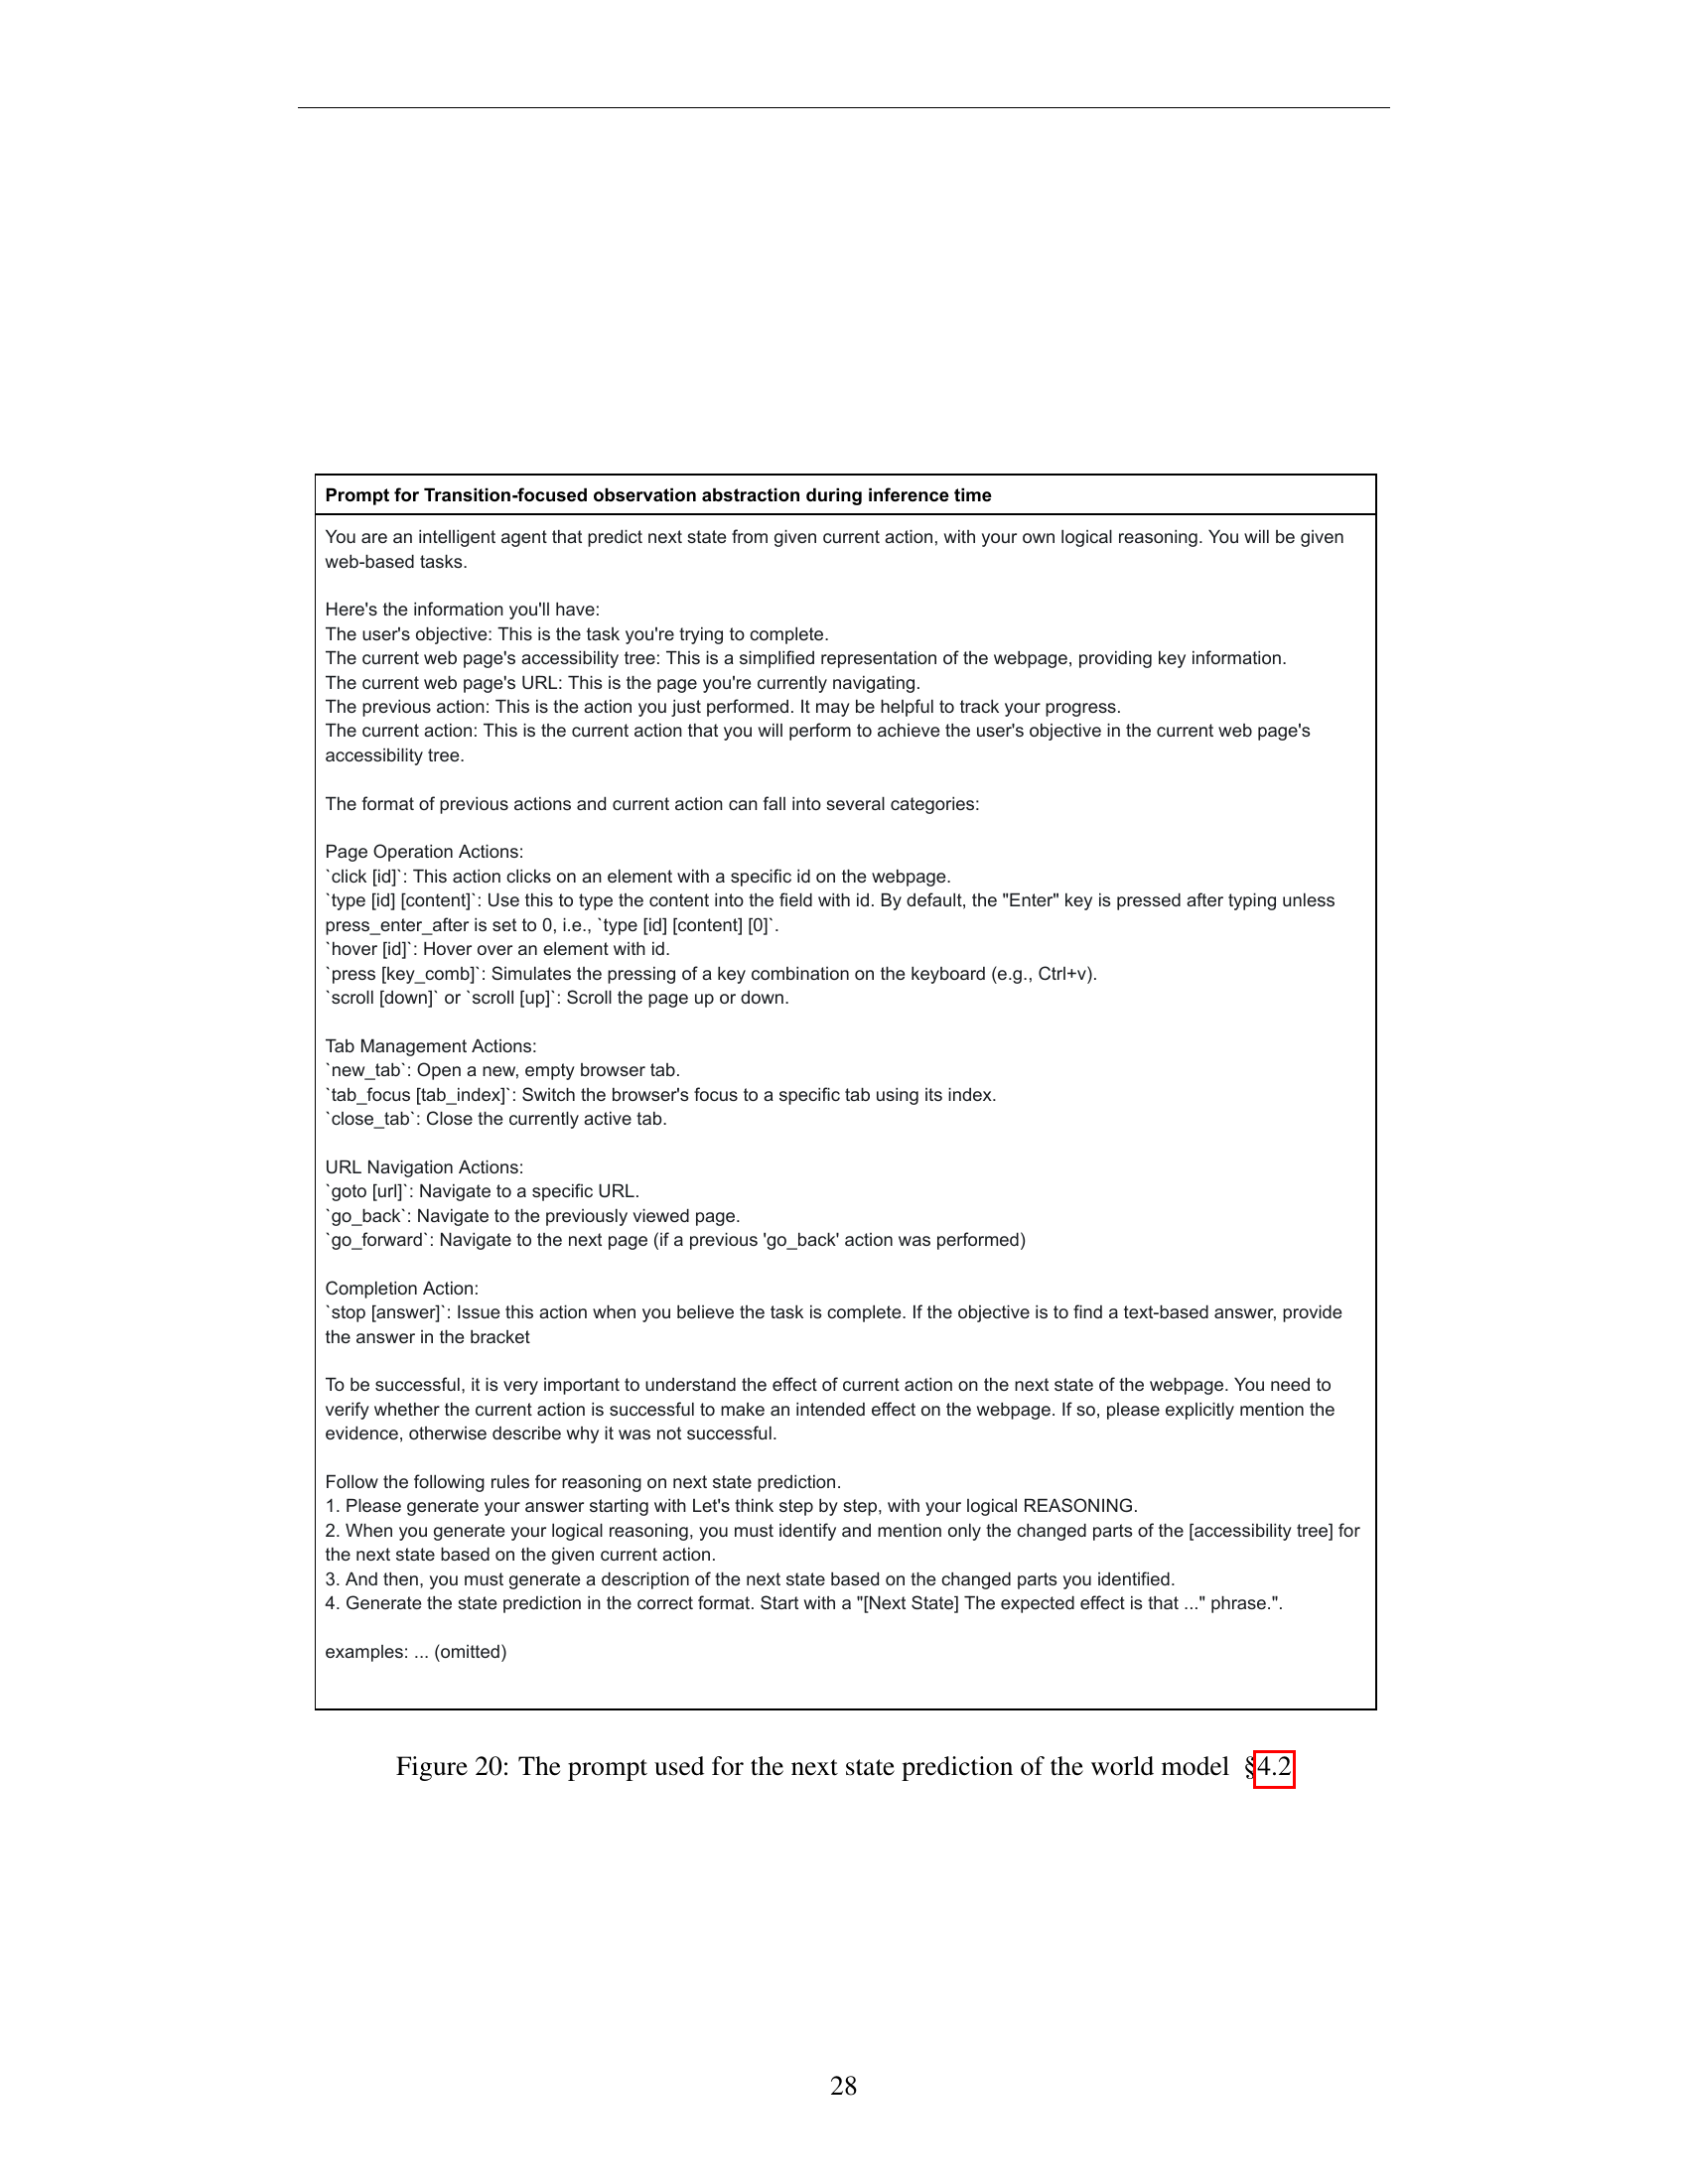 Prompt for Transition-focused observation abstraction during inference time
You are an intelligent agent that predict next state from given current action, with your own logical reasoning. You will be given
web-based tasks.
Here's the information you'll have:
The user's objective: This is the task you're trying to complete.
The current web page's accessibility tree: This is a simplified representation of the webpage, providing key information.
The current web page's URL: This is the page you're currently navigating.
The previous action: This is the action you just performed. It may be helpful to track your progress.
The current action: This is the current action that you will perform to achieve the user's objective in the current web page's
accessibility tree.
The format of previous actions and current action can fall into several categories:
Page Operation Actions:
`click [id]`: This action clicks on an element with a specific id on the webpage.
`type [id] [content]`: Use this to type the content into the field with id. By default, the "Enter" key is pressed after typing unless
press_enter_after is set to 0, i.e., `type [id] [content] [0]`.
`hover [id]`: Hover over an element with id.
`press [key_comb]`: Simulates the pressing of a key combination on the keyboard (e.g., Ctrl+v).
`scroll [down]` or `scroll [up]`: Scroll the page up or down.
Tab Management Actions:
`new_tab`: Open a new, empty browser tab.
`tab_focus [tab_index]`: Switch the browser's focus to a specific tab using its index.
`close_tab`: Close the currently active tab.
URL Navigation Actions:
`goto [url]`: Navigate to a specific URL.
`go_back`: Navigate to the previously viewed page.
`go_forward`: Navigate to the next page (if a previous 'go_back' action was performed)
Completion Action:
`stop [answer]`: Issue this action when you believe the task is complete. If the objective is to find a text-based answer, provide
the answer in the bracket
To be successful, it is very important to understand the effect of current action on the next state of the webpage. You need to
verify whether the current action is successful to make an intended effect on the webpage. If so, please explicitly mention the
evidence, otherwise describe why it was not successful.
Follow the following rules for reasoning on next state prediction.
1. Please generate your answer starting with Let's think step by step, with your logical REASONING.
2. When you generate your logical reasoning, you must identify and mention only the changed parts of the [accessibility tree] for
the next state based on the given current action.
3. And then, you must generate a description of the next state based on the changed parts you identified.
4. Generate the state prediction in the correct format. Start with a "[Next State] The expected effect is that ..." phrase.".
examples: ... (omitted)
Figure 20: The prompt used for the next state prediction of the world model §4.2
28